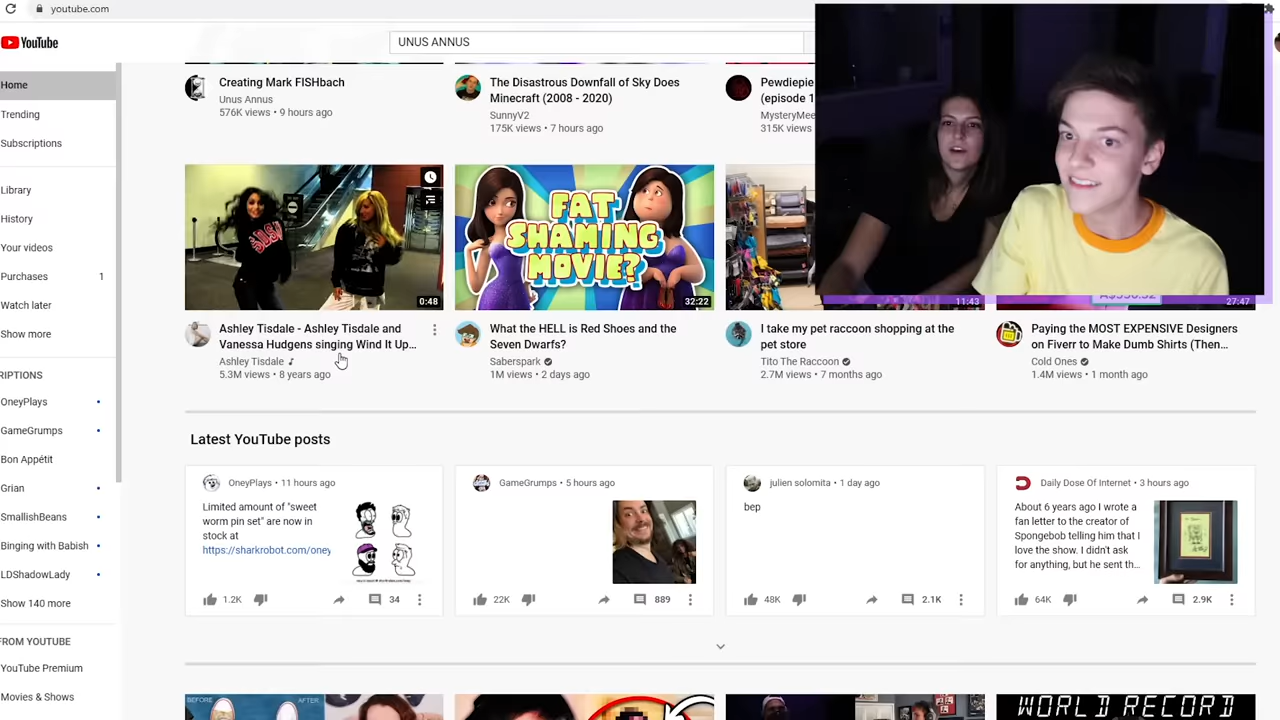 youtube.com
YouTube
UNUS ANNUS
Home
Trending
Subscriptions
Library
History
Your videos
Purchases 1
Watch later
Show more
RIPTIONS
OneyPlays
GameGrumps
Bon Appétit
Grian
SmallishBeans
Binging with Babish
LDShadowLady
Show 140 more
FROM YOUTUBE
YouTube Premium
Movies & Shows
Creating Mark FISHbach
Unus Annus
576K views • 9 hours ago
The Disastrous Downfall of Sky Does
Minecraft (2008 - 2020)
SunnyV2
175K views • 7 hours ago
Pewdiepie
(episode 1
MysteryMee
315K views
0:48
Ashley Tisdale - Ashley Tisdale and
Vanessa Hudgens singing Wind It Up...
Ashley Tisdale
5.3M views • 8 years ago
FAT
SHAMING
MOVIE?
32:22
What the HELL is Red Shoes and the
Seven Dwarfs?
Saberspark
1M views • 2 days ago
11:43
I take my pet raccoon shopping at the
pet store
Tito The Raccoon
2.7M views • 7 months ago
27:47
Paying the MOST EXPENSIVE Designers
on Fiverr to Make Dumb Shirts (Then...
Cold Ones
1.4M views • 1 month ago
Latest YouTube posts
OneyPlays • 11 hours ago
Limited amount of "sweet
worm pin set" are now in
stock at
https://sharkrobot.com/oney
1.2K 34
GameGrumps • 5 hours ago
22K 889
julien solomita • 1 day ago
bep
48K 2.1K
Daily Dose Of Internet • 3 hours ago
About 6 years ago I wrote a
fan letter to the creator of
Spongebob telling him that I
love the show. I didn't ask
for anything, but he sent th...
64K 2.9K
BEFORE AFTER
WORLD RECORD